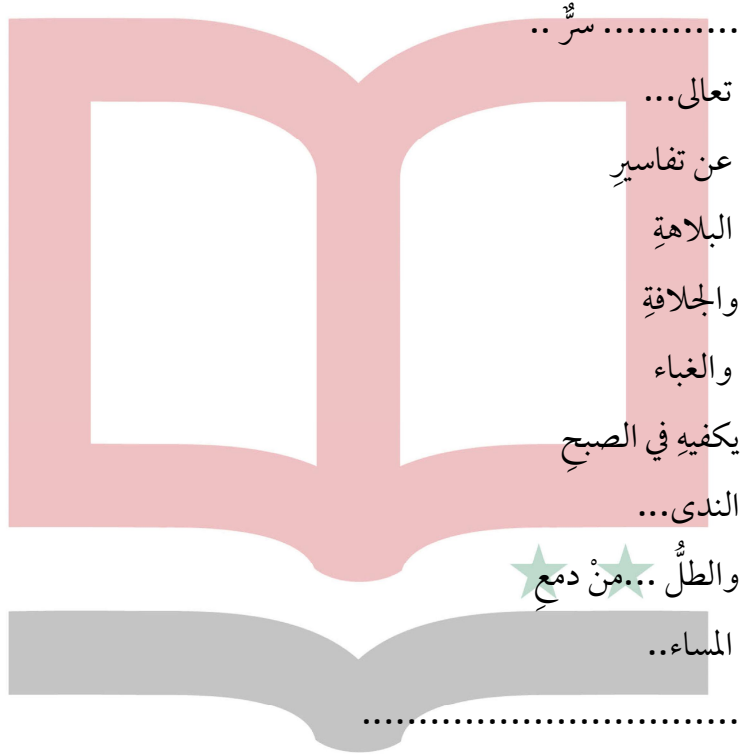 ............ سرٌّ ..
تعالى...
عن تفاسيرِ
البلاهةِ
والجلافةِ
والغباء
يكفيهِ في الصبحِ
الندى...
والطلُّ ...منْ دمعِ
المساء..
.................................